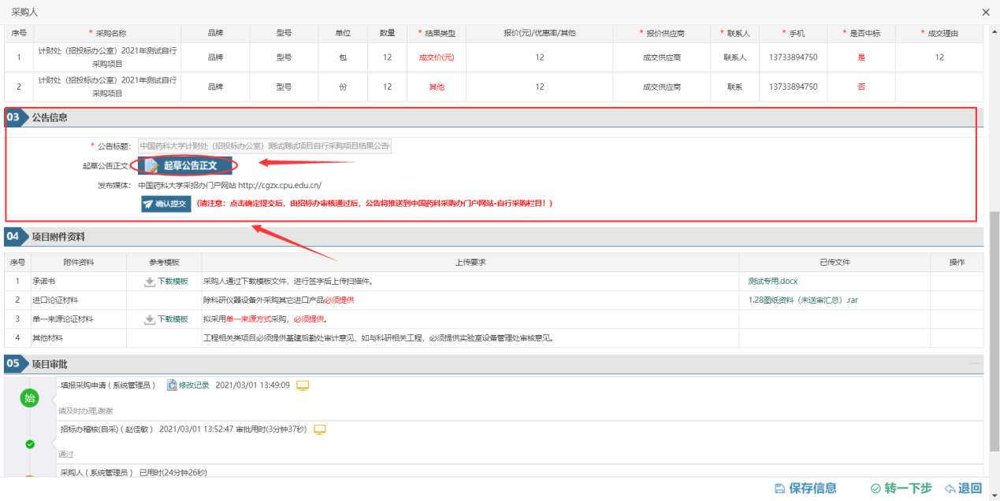 采购人
序号 * 采购名称 品牌 型号 单位 数量 * 结果类型 报价(元)/优惠率/其他 * 报价供应商 * 联系人 * 手机 * 是否中标 * 成交理由
1 计财处（招投标办公室）2021年测试自行采购项目 品牌 型号 包 12 成交价(元) 12 成交供应商 联系人 13733894750 是 12
2 计财处（招投标办公室）2021年测试自行采购项目 品牌 型号 份 12 其他 12 成交供应商 联系 13733894750 否
03 公告信息
* 公告标题: 中国药科大学计财处（招投标办公室）测试测试项目自行采购项目结果公告
起草公告正文: 起草公告正文
发布媒体: 中国药科大学采招办门户网站 http://cgzx.cpu.edu.cn/
确认提交 (请注意：点击确定提交后，由招标办审核通过后，公告将推送到中国药科采购办门户网站-自行采购栏目！)
04 项目附件资料
序号 附件资料 参考模板 上传要求 已传文件 操作
1 承诺书 下载模板 采购人通过下载模板文件，进行签字后上传扫描件。 测试专用.docx
2 进口论证材料 除科研仪器设备外采购其它进口产品必须提供 1.28图纸资料（未送审汇总）.rar
3 单一来源论证材料 下载模板 拟采用单一来源方式采购，必须提供。
4 其他材料 工程相关类项目必须提供基建后勤处审计意见、如与科研相关工程，必须提供实验室设备管理处审核意见。
05 项目审批
始 填报采购申请 ( 系统管理员 ) 修改记录 2021/03/01 13:49:09
请及时办理,谢谢
招标办稽核(自采) ( 赵佳敏 ) 2021/03/01 13:52:47 审批用时(3分钟37秒)
通过
采购人 ( 系统管理员 ) 已用时(24分钟26秒)
保存信息 转一下步 退回